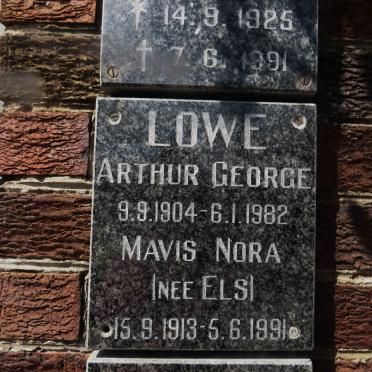 * 14.9.1925
† 7.6.1991
LOWE
ARTHUR GEORGE
9.9.1904-6.1.1982
MAVIS NORA
(NEE ELS)
15.9.1913-5.6.1991